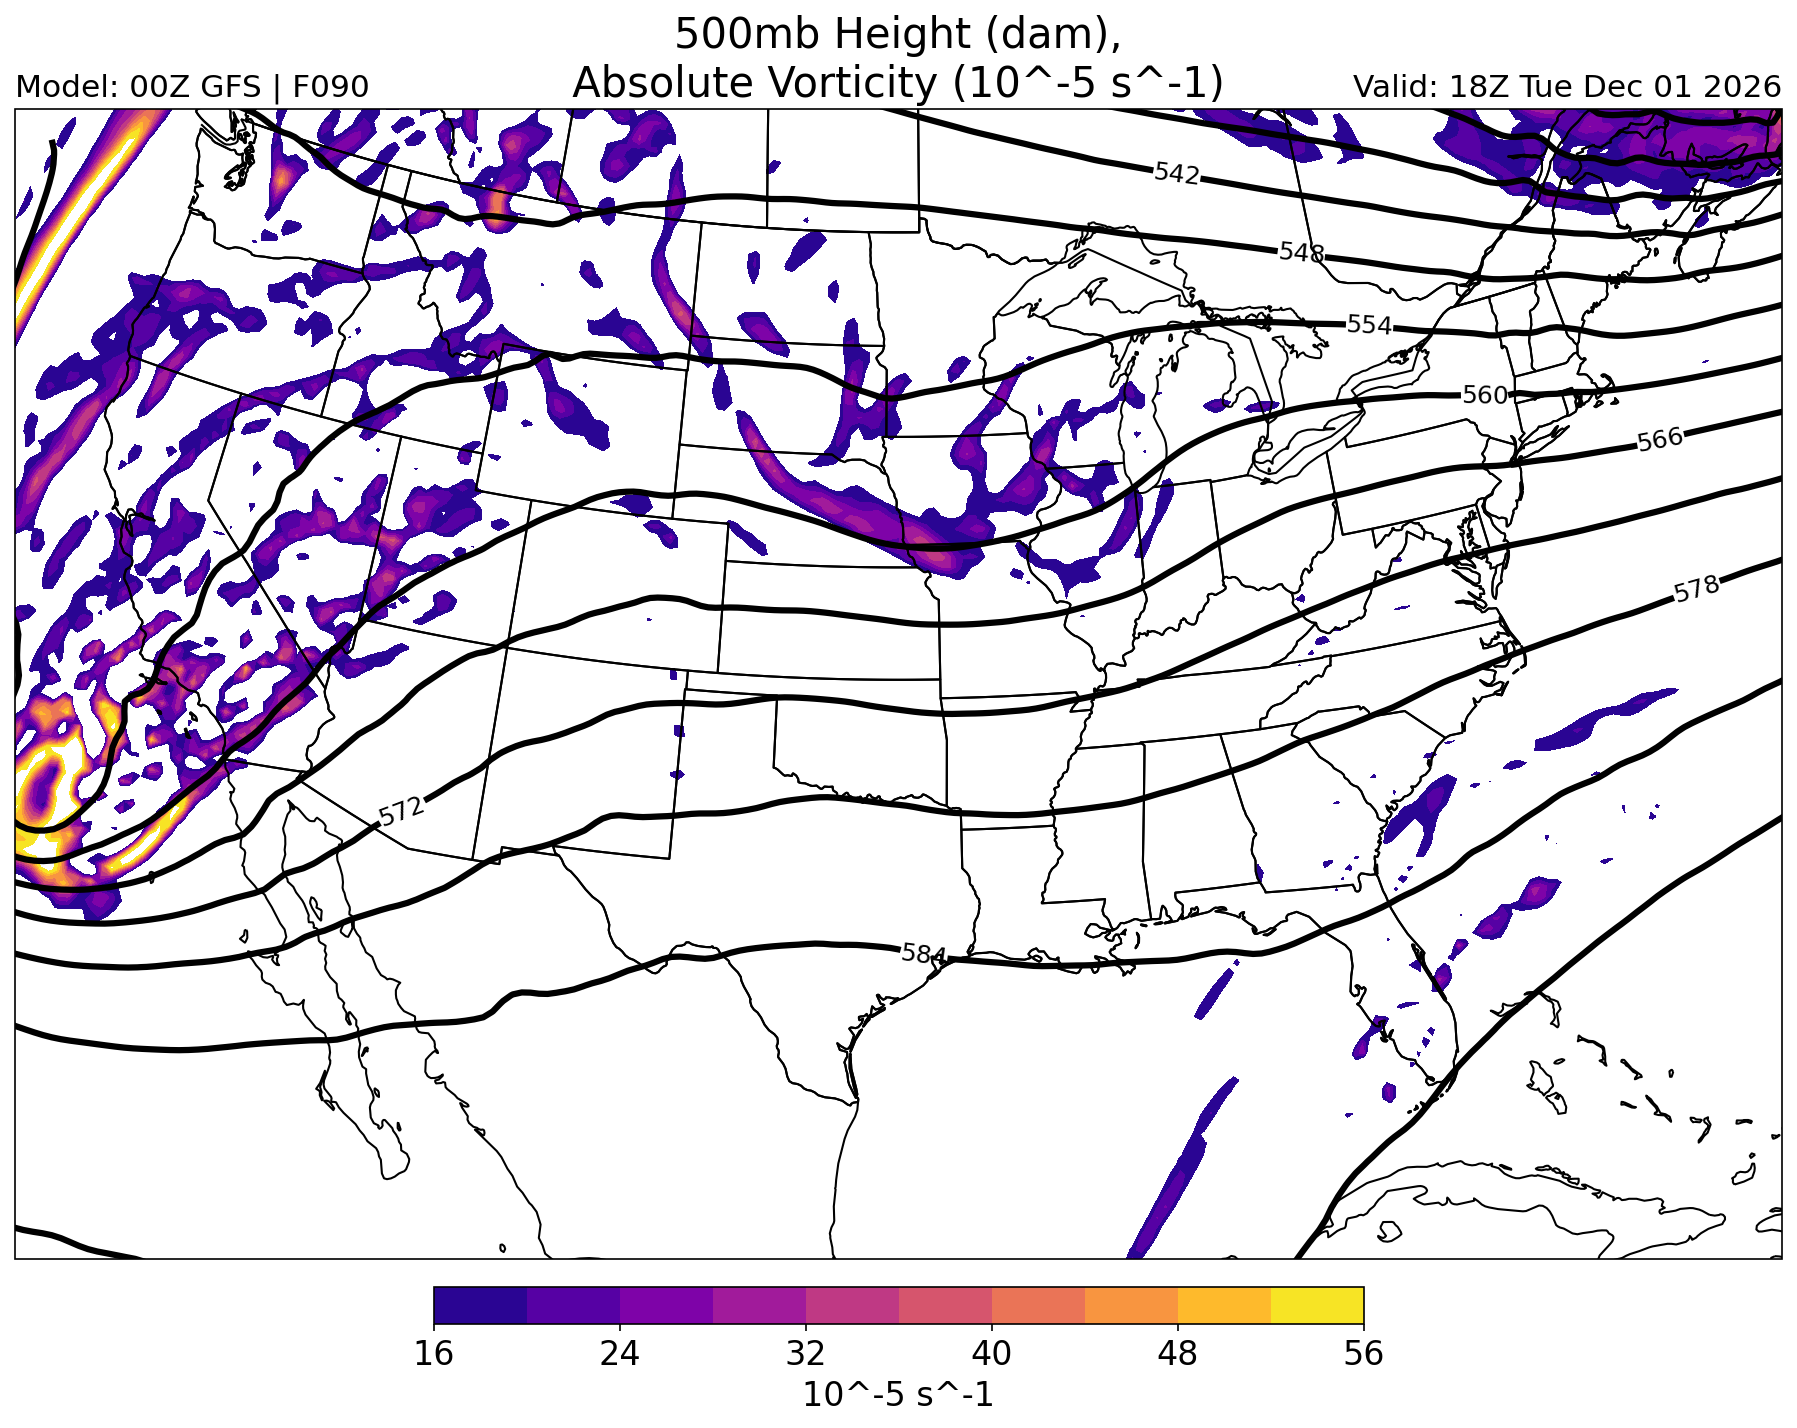 500mb Height (dam),
Absolute Vorticity (10^-5 s^-1)
Model: 00Z GFS | F090
Valid: 18Z Tue Dec 01 2026
542
548
554
560
566
578
572
584
16 24 32 40 48 56
10^-5 s^-1